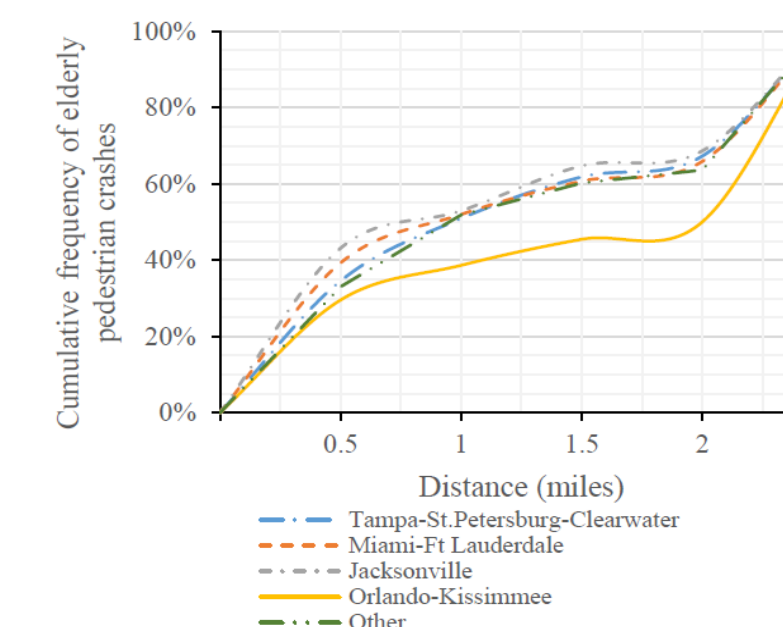 Cumulative frequency of elderly
pedestrian crashes
100%
80%
60%
40%
20%
0%
0.5
1
1.5
2
Distance (miles)
Tampa-St.Petersburg-Clearwater
Miami-Ft Lauderdale
Jacksonville
Orlando-Kissimmee
Other